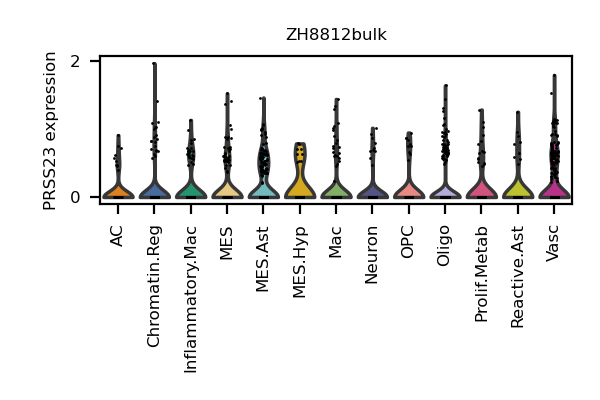 ZH8812bulk
PRSS23 expression
2
0
AC
Chromatin.Reg
Inflammatory.Mac
MES
MES.Ast
MES.Hyp
Mac
Neuron
OPC
Oligo
Prolif.Metab
Reactive.Ast
Vasc